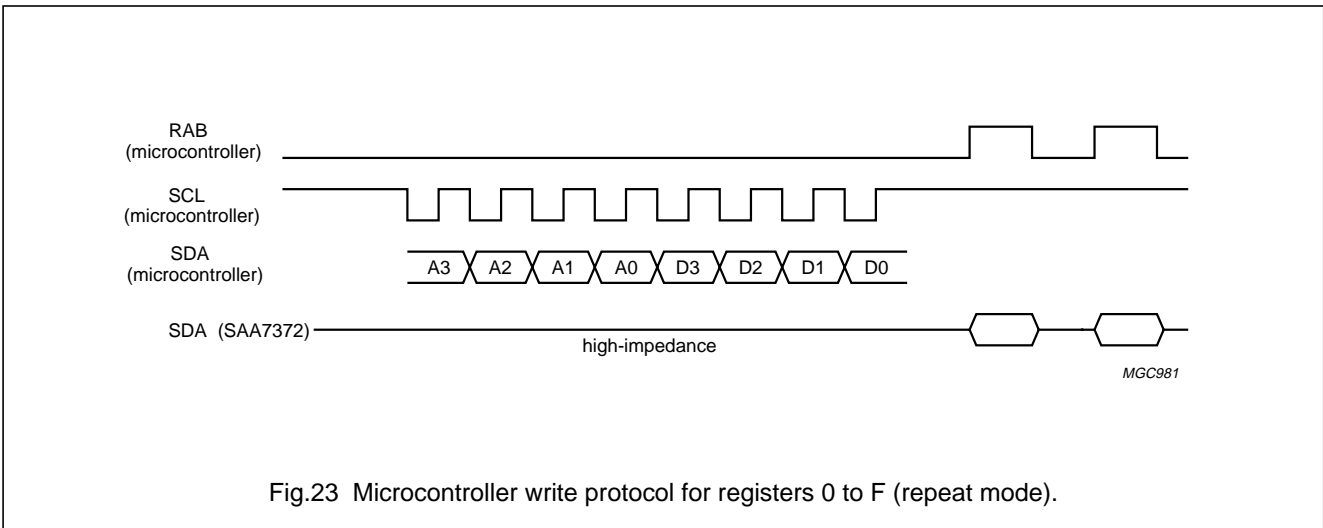 RAB
(microcontroller)
SCL
(microcontroller)
SDA
(microcontroller)
A3 A2 A1 A0 D3 D2 D1 D0
SDA (SAA7372)
high-impedance
MGC981
Fig.23 Microcontroller write protocol for registers 0 to F (repeat mode).